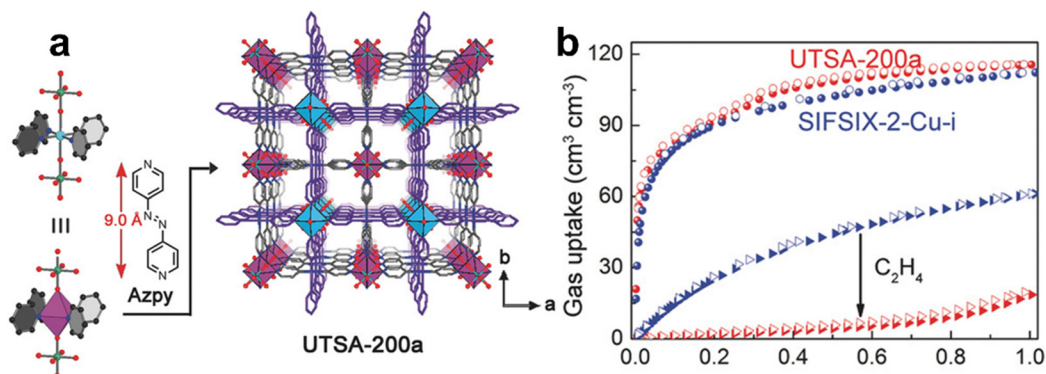 a
N
N
N
N
9.0 Å
III
Azpy
b
a
UTSA-200a
b
Gas uptake (cm³ cm⁻³)
120
90
60
30
0
UTSA-200a
SIFSIX-2-Cu-i
C₂H₄
0.0
0.2
0.4
0.6
0.8
1.0